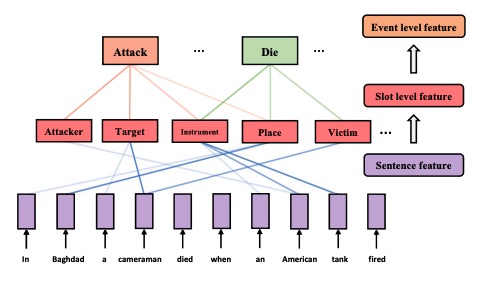 Event level feature
Attack ... Die ...
Slot level feature
Attacker Target Instrument Place Victim ...
Sentence feature
In Baghdad a cameraman died when an American tank fired